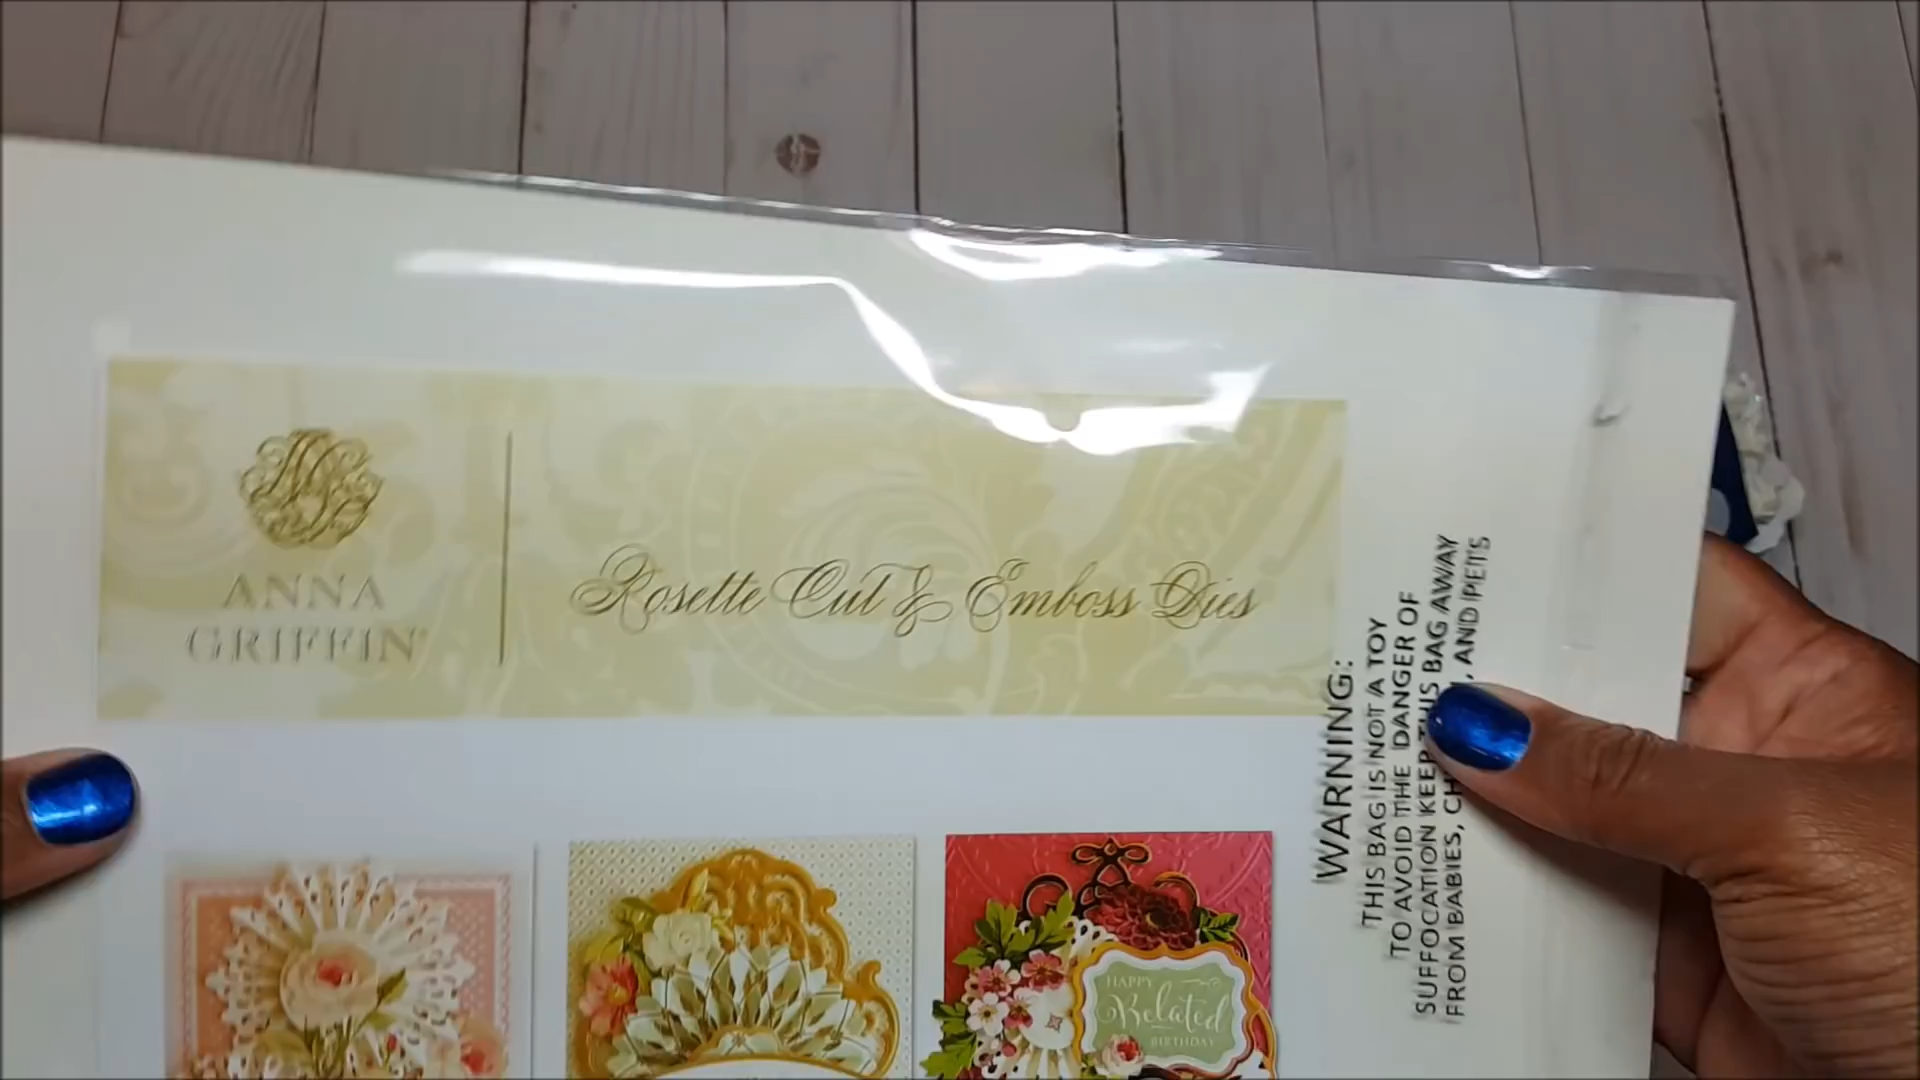 ANNA
GRIFFIN®
Rosette Cut & Emboss Dies
WARNING:
THIS BAG IS NOT A TOY
TO AVOID THE DANGER OF
SUFFOCATION KEEP THIS BAG AWAY
FROM BABIES, AND PETS
HAPPY
Belated
BIRTHDAY